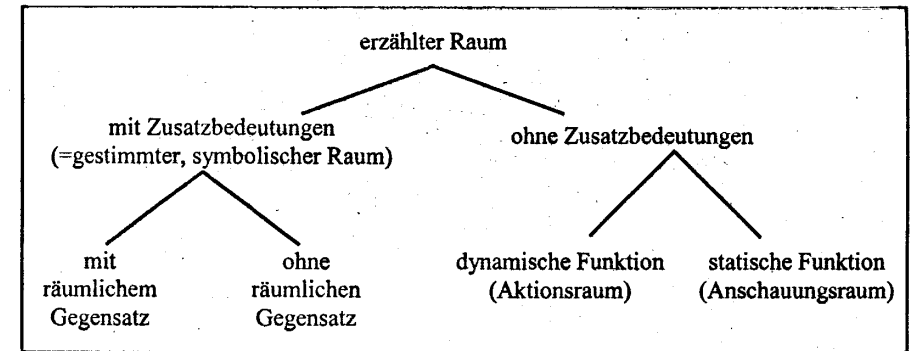 erzählter Raum
mit Zusatzbedeutungen
(=gestimmter, symbolischer Raum)
ohne Zusatzbedeutungen
mit
räumlichem
Gegensatz
ohne
räumlichen
Gegensatz
dynamische Funktion
(Aktionsraum)
statische Funktion
(Anschauungsraum)